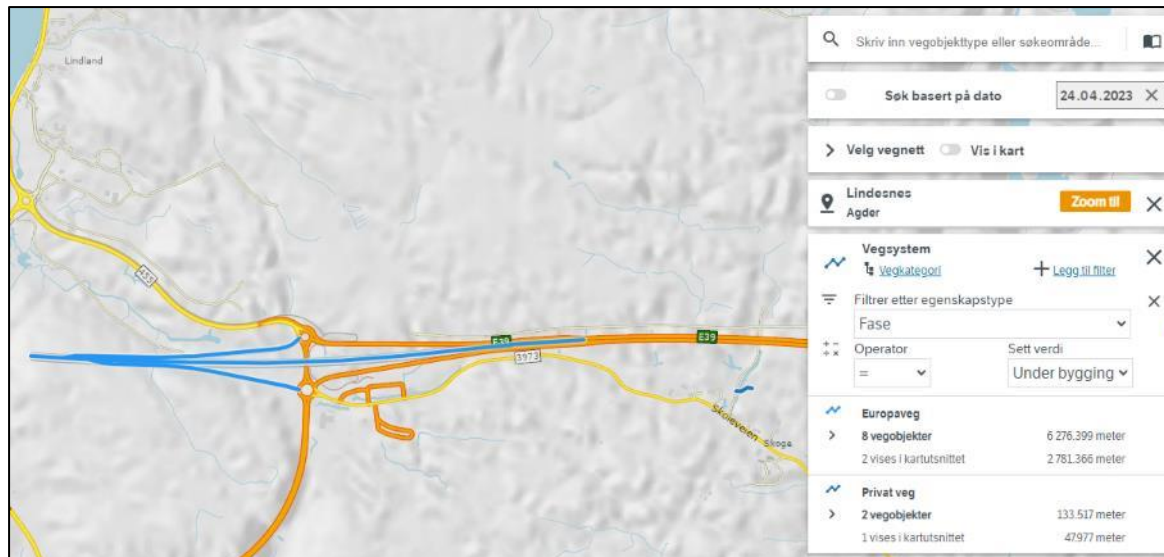 Lindland
455
E39
3973
E39
Skoleveien
Skoga
Skriv inn vegobjekttype eller søkeområde...
Søk basert på dato
24.04.2023
Velg vegnett
Vis i kart
Lindesnes
Agder
Zoom til
Vegsystem
Vegkategori
Legg til filter
Filtrer etter egenskapstype
Fase
Operator
Sett verdi
=
Under bygging
Europaveg
8 vegobjekter 6 276.399 meter
2 vises i kartutsnittet 2 781.366 meter
Privat veg
2 vegobjekter 133.517 meter
1 vises i kartutsnittet 47.977 meter